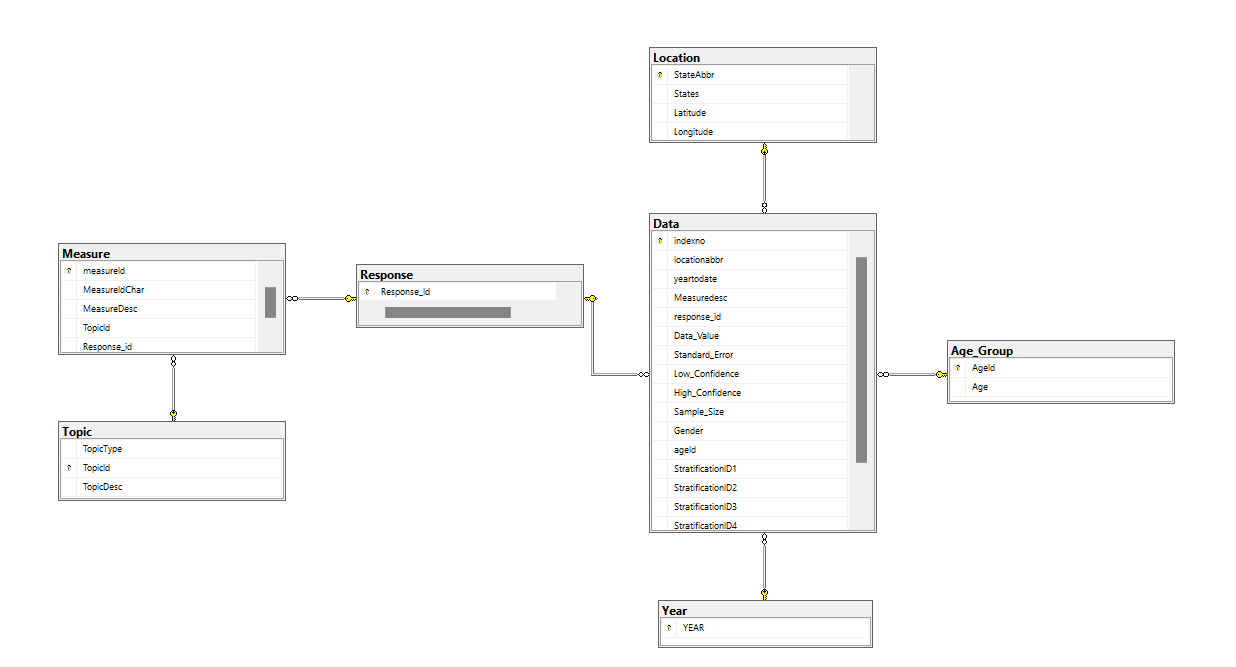 Location
StateAbbr
States
Latitude
Longitude
Data
indexno
locationabbr
yeartodate
Measuredesc
response_id
Data_Value
Standard_Error
Low_Confidence
High_Confidence
Sample_Size
Gender
ageId
StratificationID1
StratificationID2
StratificationID3
StratificationID4
Measure
measureId
MeasureIdChar
MeasureDesc
TopicId
Response_id
Response
Response_Id
Age_Group
AgeId
Age
Topic
TopicType
TopicId
TopicDesc
Year
YEAR